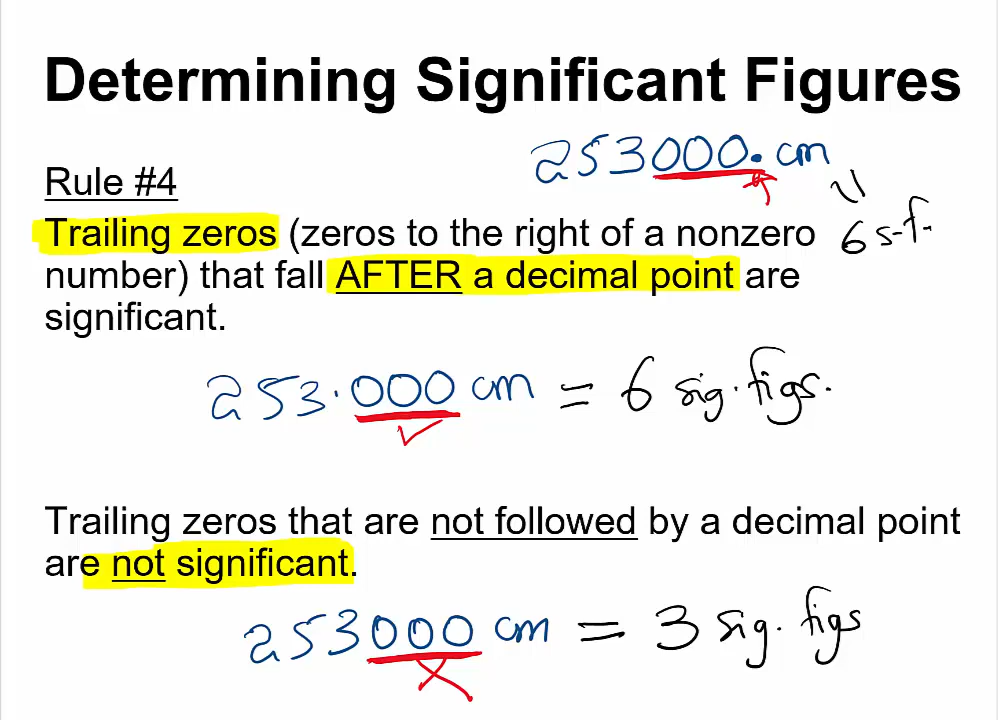 Determining Significant Figures
253000. cm
Rule #4
= 6 s.f.
Trailing zeros (zeros to the right of a nonzero
number) that fall AFTER a decimal point are
significant.
253.000 cm = 6 sig. figs.
Trailing zeros that are not followed by a decimal point
are not significant.
253000 cm = 3 sig. figs